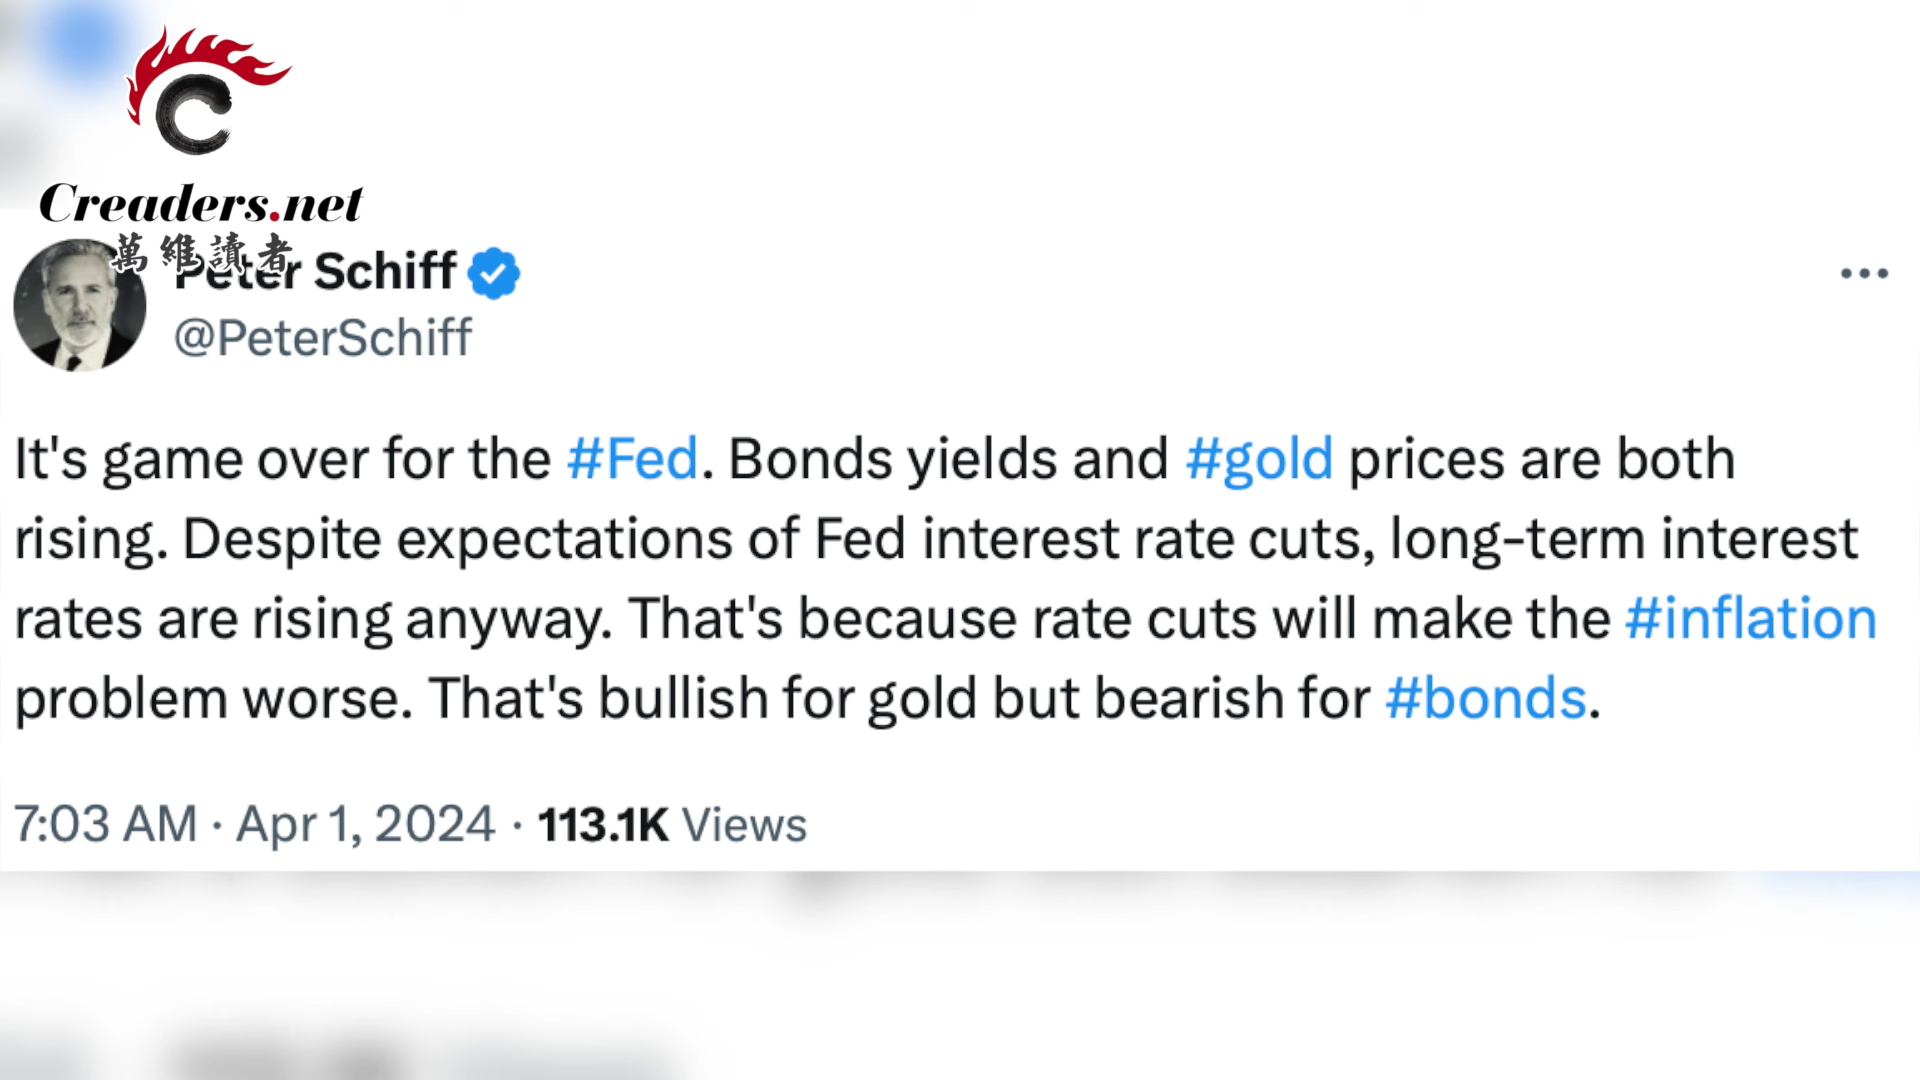 Creaders.net
萬維讀者
Peter Schiff
@PeterSchiff
It's game over for the #Fed. Bonds yields and #gold prices are both
rising. Despite expectations of Fed interest rate cuts, long-term interest
rates are rising anyway. That's because rate cuts will make the #inflation
problem worse. That's bullish for gold but bearish for #bonds.
7:03 AM · Apr 1, 2024 · 113.1K Views